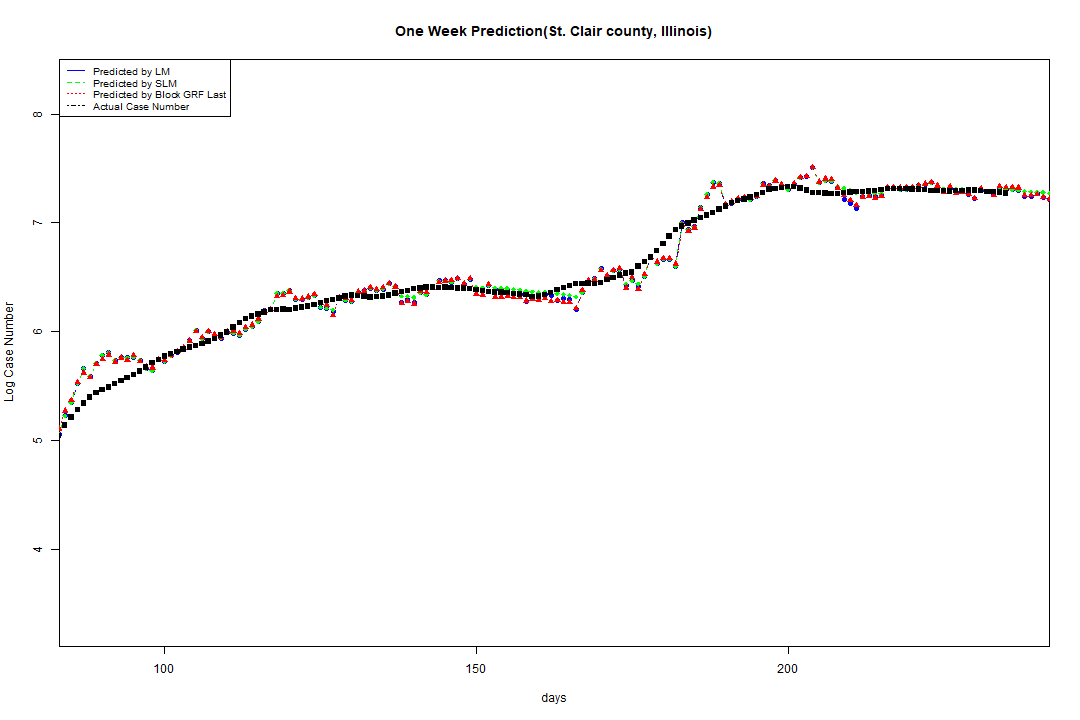 One Week Prediction(St. Clair county, Illinois)
Predicted by LM
Predicted by SLM
Predicted by Block GRF Last
Actual Case Number
8
7
6
5
4
Log Case Number
100 150 200
days